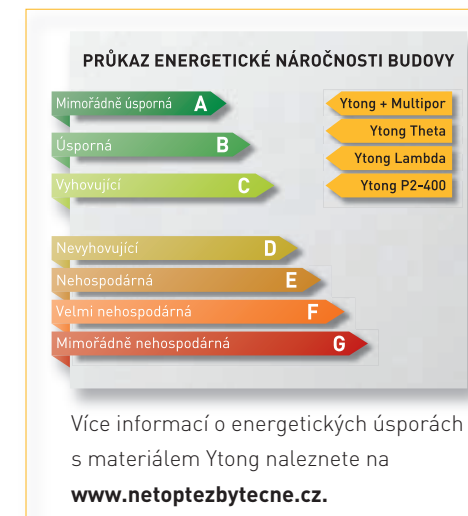 PRŮKAZ ENERGETICKÉ NÁROČNOSTI BUDOVY
Mimořádně úsporná A
Ytong + Multipor
Ytong Theta
Úsporná B
Ytong Lambda
Vyhovující C
Ytong P2-400
Nevyhovující D
Nehospodárná E
Velmi nehospodárná F
Mimořádně nehospodárná G
Více informací o energetických úsporách
s materiálem Ytong naleznete na
www.netoptezbytecne.cz.